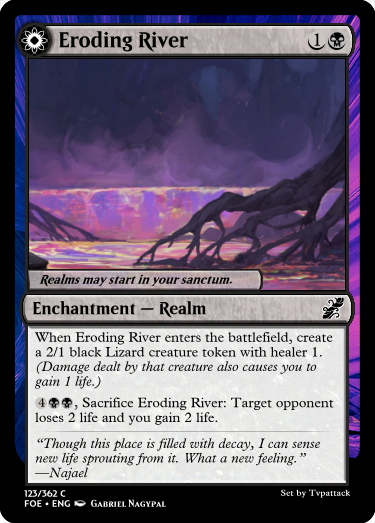 Eroding River 1
Realms may start in your sanctum.
Enchantment — Realm
When Eroding River enters the battlefield, create
a 2/1 black Lizard creature token with healer 1.
(Damage dealt by that creature also causes you to
gain 1 life.)
4, Sacrifice Eroding River: Target opponent
loses 2 life and you gain 2 life.
“Though this place is filled with decay, I can sense
new life sprouting from it. What a new feeling.”
—Najael
123/362 C Set by Tvpattack
FOE • ENG Gabriel Nagypal